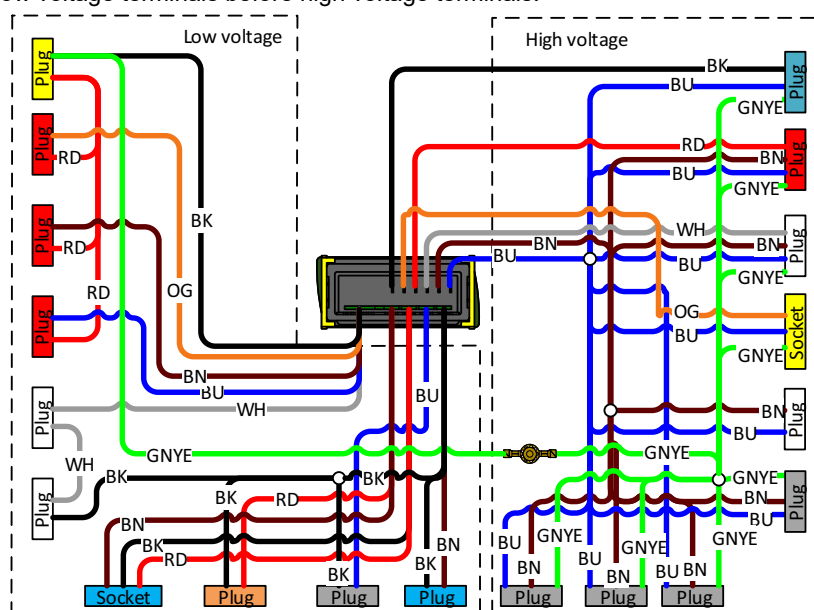 low voltage terminals before high voltage terminals.
Low voltage
High voltage
Plug
BK
Plug
BU
GNYE
Plug
RD
RD
Plug
BN
BU
GNYE
Plug
RD
BK
WH
Plug
BN
BN
BU
BU
GNYE
RD
OG
Plug
OG
Socket
BU
GNYE
BN
BU
BU
Plug
WH
BN
Plug
BU
GNYE
GNYE
WH
BK
BK
GNYE
Plug
BK
RD
BN
Plug
BN
BU
BK
BN
GNYE
GNYE
RD
BU
BK
BK
BN
BN
BU
BN
Socket
Plug
Plug
Plug
Plug
Plug
Plug